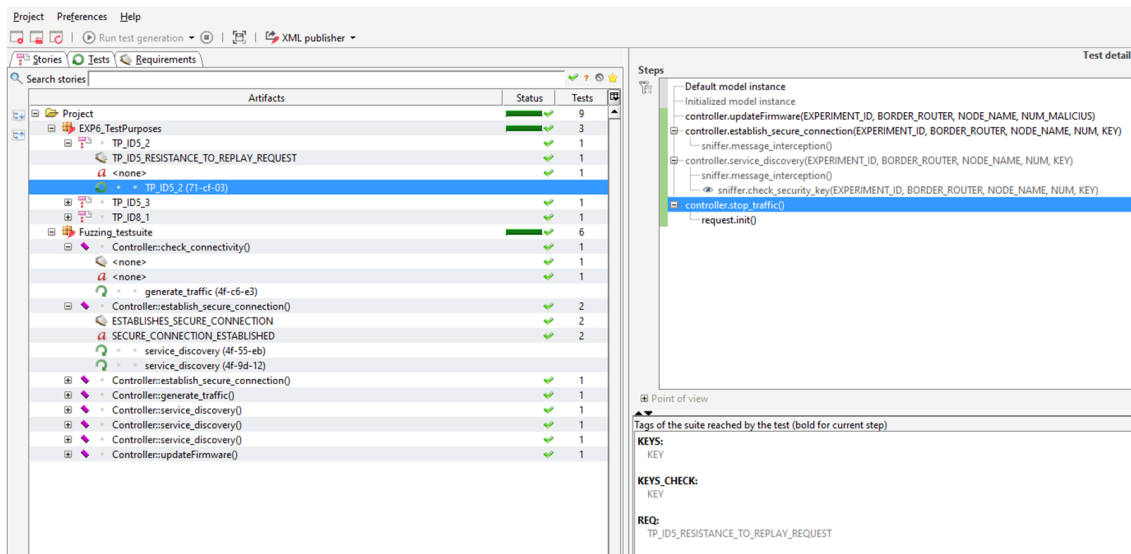 Project Preferences Help
Run test generation XML publisher
Stories Tests Requirements
Search stories
Artifacts Status Tests
Project 9
EXP6_TestPurposes 3
TP_ID5_2 1
TP_ID5_RESISTANCE_TO_REPLAY_REQUEST 1
a <none> 1
TP_ID5_2 (71-cf-03)
TP_ID5_3 1
TP_ID8_1 1
Fuzzing_testsuite 6
Controller::check_connectivity() 1
<none> 1
a <none> 1
generate_traffic (4f-c6-e3)
Controller::establish_secure_connection() 2
ESTABLISHES_SECURE_CONNECTION 2
a SECURE_CONNECTION_ESTABLISHED 2
service_discovery (4f-55-eb)
service_discovery (4f-9d-12)
Controller::establish_secure_connection() 1
Controller::generate_traffic() 1
Controller::service_discovery() 1
Controller::service_discovery() 1
Controller::service_discovery() 1
Controller::updateFirmware() 1
Test detail
Steps
Default model instance
Initialized model instance
controller.updateFirmware(EXPERIMENT_ID, BORDER_ROUTER, NODE_NAME, NUM_MALICIUS)
controller.establish_secure_connection(EXPERIMENT_ID, BORDER_ROUTER, NODE_NAME, NUM, KEY)
sniffer.message_interception()
controller.service_discovery(EXPERIMENT_ID, BORDER_ROUTER, NODE_NAME, NUM, KEY)
sniffer.message_interception()
sniffer.check_security_key(EXPERIMENT_ID, BORDER_ROUTER, NODE_NAME, NUM, KEY)
controller.stop_traffic()
request.init()
Point of view
Tags of the suite reached by the test (bold for current step)
KEYS:
KEY
KEYS_CHECK:
KEY
REQ:
TP_ID5_RESISTANCE_TO_REPLAY_REQUEST